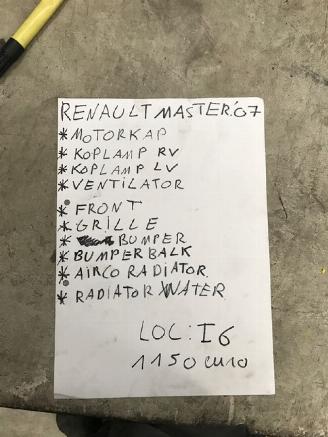 RENAULT MASTER '07
* MOTORKAP
* KOPLAMP RV
* KOPLAMP LV
* VENTILATOR
* FRONT
* GRILLE
* BUMPER
* BUMPERBALK
* AIRCO RADIATOR
* RADIATOR WATER
LOC: I6
1150 euro